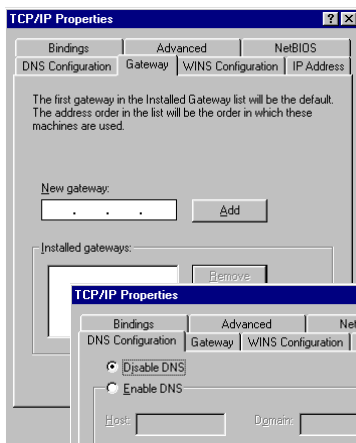 TCP/IP Properties
Bindings Advanced NetBIOS
DNS Configuration Gateway WINS Configuration IP Address
The first gateway in the Installed Gateway list will be the default.
The address order in the list will be the order in which these
machines are used.
New gateway:
. . . Add
Installed gateways:
Remove
TCP/IP Properties
Bindings Advanced Net
DNS Configuration Gateway WINS Configuration
Disable DNS
Enable DNS
Host: Domain: